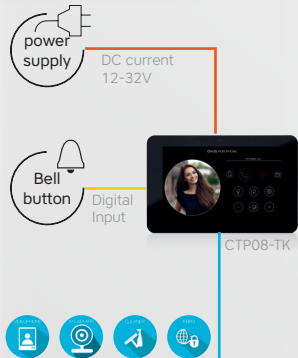 power
supply
DC current
12-32V
Bell
button
Digital
Input
CTP08-TK